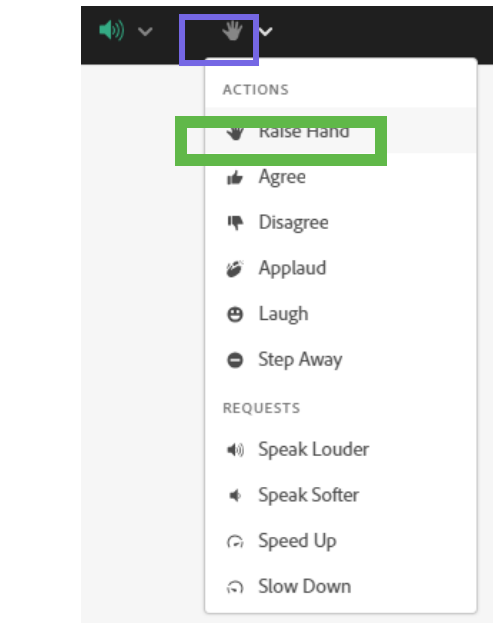 ACTIONS
Raise Hand
Agree
Disagree
Applaud
Laugh
Step Away
REQUESTS
Speak Louder
Speak Softer
Speed Up
Slow Down